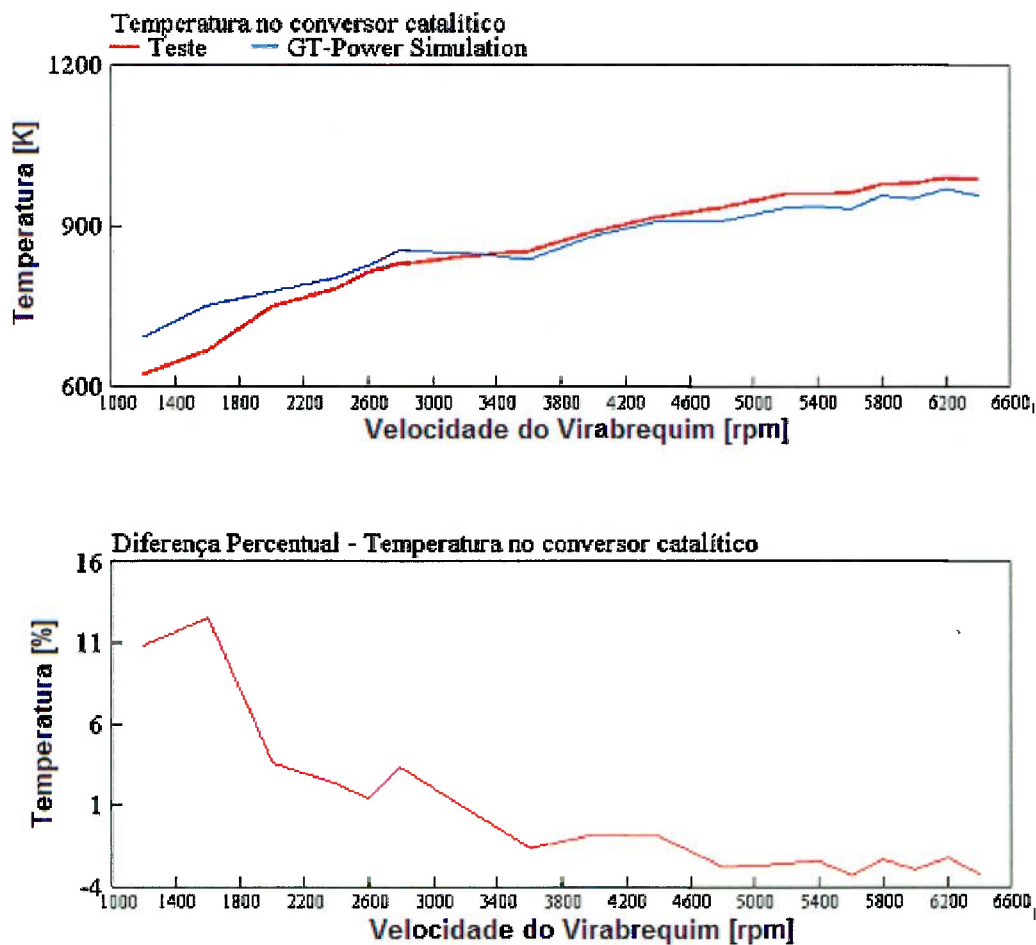 Temperatura no conversor catalítico
Teste GT-Power Simulation
1200
900
600
Temperatura [K]
1000 1400 1800 2200 2600 3000 3400 3800 4200 4600 5000 5400 5800 6200 6600
Velocidade do Virabrequim [rpm]
Diferença Percentual - Temperatura no conversor catalítico
16
11
6
1
-4
Temperatura [%]
1000 1400 1800 2200 2600 3000 3400 3800 4200 4600 5000 5400 5800 6200 6600
Velocidade do Virabrequim [rpm]